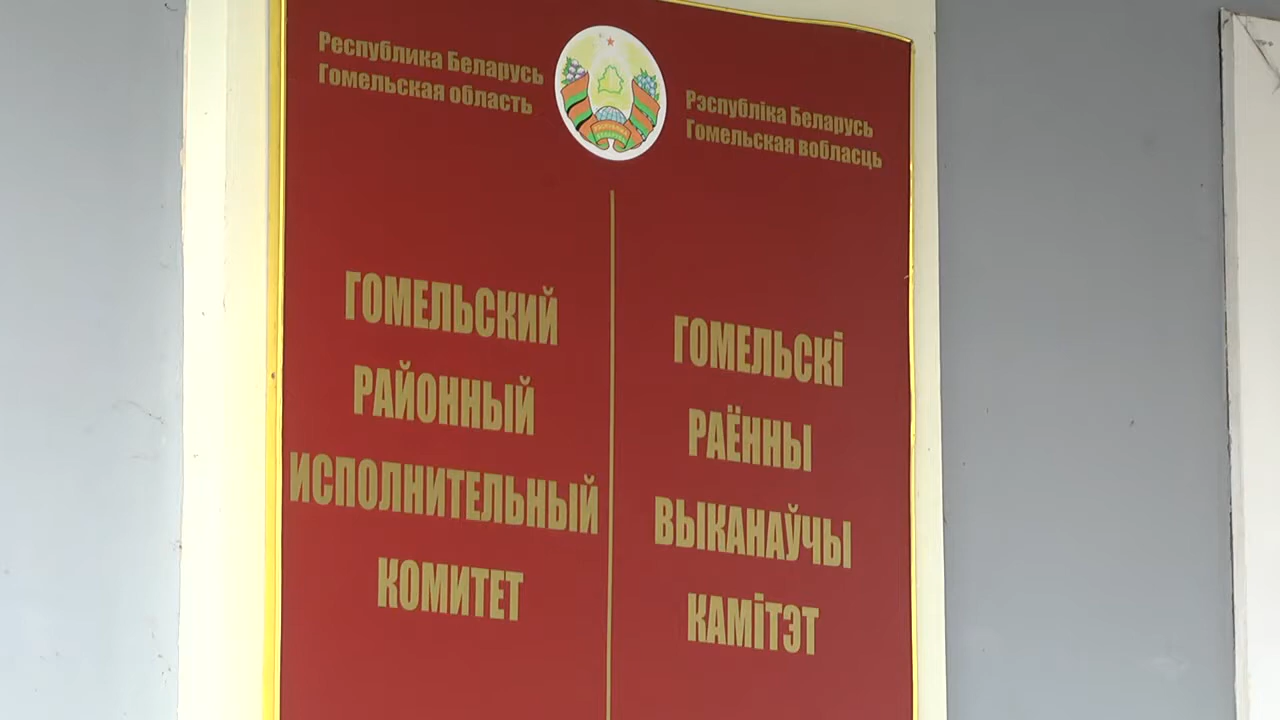 Республика Беларусь
Гомельская область
Рэспубліка Беларусь
Гомельская вобласць
ГОМЕЛЬСКИЙ
РАЙОННЫЙ
ИСПОЛНИТЕЛЬНЫЙ
КОМИТЕТ
ГОМЕЛЬСКі
РАЁННЫ
ВЫКАНАЎЧЫ
КАМіТЭТ